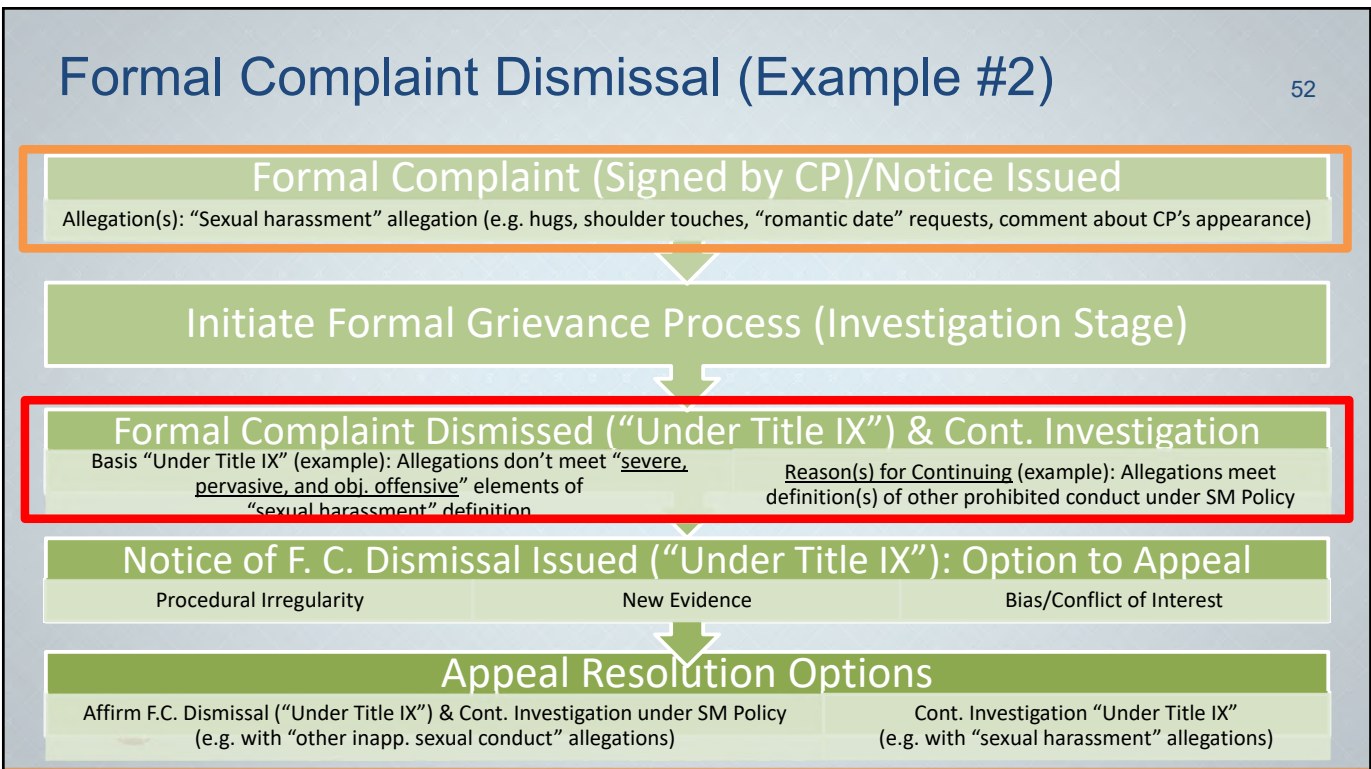 Formal Complaint Dismissal (Example #2)
52
Formal Complaint (Signed by CP)/Notice Issued
Allegation(s): “Sexual harassment” allegation (e.g. hugs, shoulder touches, “romantic date” requests, comment about CP’s appearance)
Initiate Formal Grievance Process (Investigation Stage)
Formal Complaint Dismissed (“Under Title IX”) & Cont. Investigation
Basis “Under Title IX” (example): Allegations don’t meet “severe,
pervasive, and obj. offensive” elements of
“sexual harassment” definition
Reason(s) for Continuing (example): Allegations meet
definition(s) of other prohibited conduct under SM Policy
Notice of F. C. Dismissal Issued (“Under Title IX”): Option to Appeal
Procedural Irregularity
New Evidence
Bias/Conflict of Interest
Appeal Resolution Options
Affirm F.C. Dismissal (“Under Title IX”) & Cont. Investigation under SM Policy
(e.g. with “other inapp. sexual conduct” allegations)
Cont. Investigation “Under Title IX”
(e.g. with “sexual harassment” allegations)